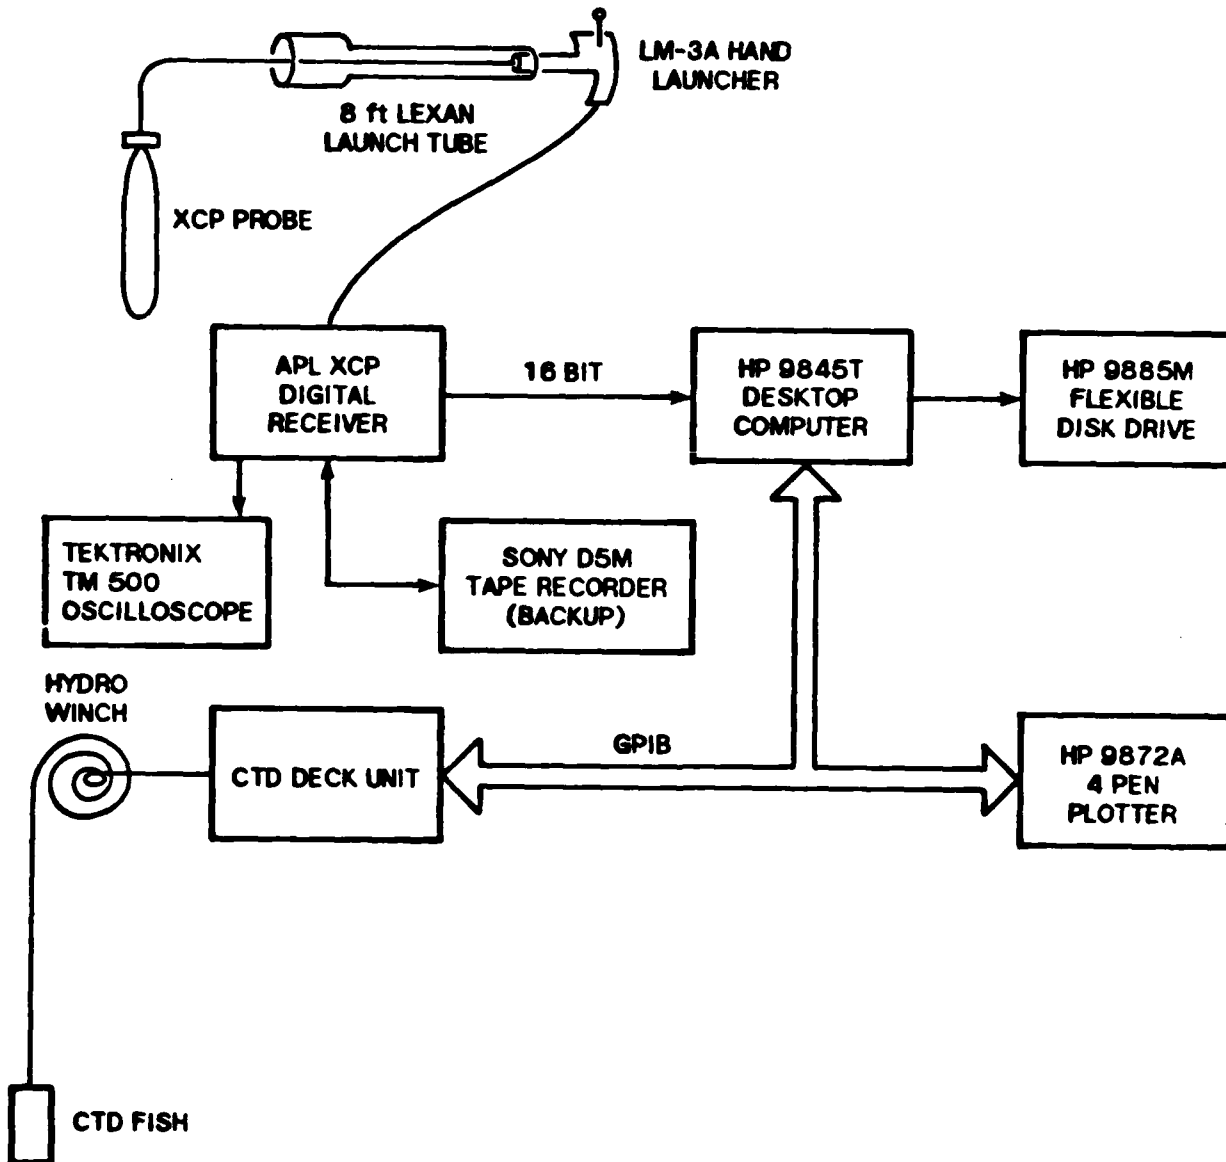 LM-3A HAND
LAUNCHER
8 ft LEXAN
LAUNCH TUBE
XCP PROBE
APL XCP
DIGITAL
RECEIVER
16 BIT
HP 9845T
DESKTOP
COMPUTER
HP 9885M
FLEXIBLE
DISK DRIVE
TEKTRONIX
TM 500
OSCILLOSCOPE
SONY D5M
TAPE RECORDER
(BACKUP)
HYDRO
WINCH
CTD DECK UNIT
GPIB
HP 9872A
4 PEN
PLOTTER
CTD FISH